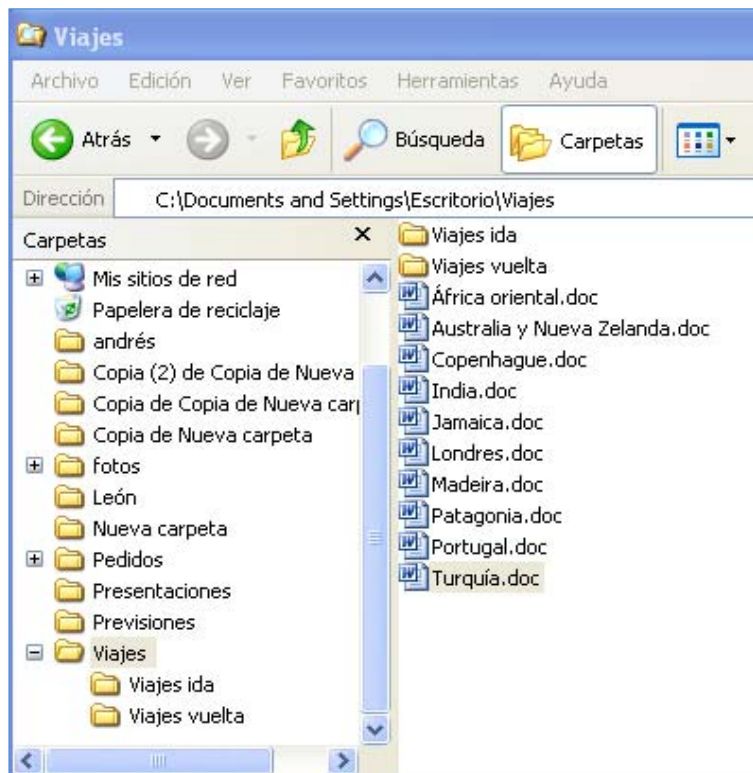 Viajes
Archivo Edición Ver Favoritos Herramientas Ayuda
Atrás Búsqueda Carpetas
Dirección C:\Documents and Settings\Escritorio\Viajes
Carpetas
Mis sitios de red
Papelera de reciclaje
andrés
Copia (2) de Copia de Nueva
Copia de Copia de Nueva carp
Copia de Nueva carpeta
fotos
León
Nueva carpeta
Pedidos
Presentaciones
Previsiones
Viajes
Viajes ida
Viajes vuelta
Viajes ida
Viajes vuelta
África oriental.doc
Australia y Nueva Zelanda.doc
Copenhague.doc
India.doc
Jamaica.doc
Londres.doc
Madeira.doc
Patagonia.doc
Portugal.doc
Turquía.doc